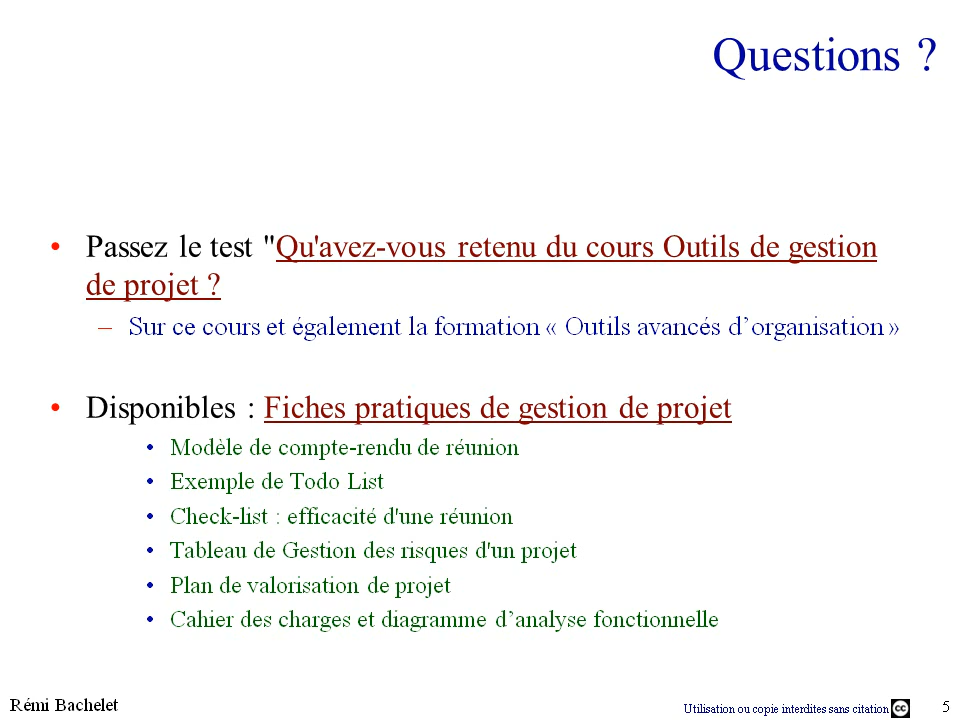 Questions ?
• Passez le test "Qu'avez-vous retenu du cours Outils de gestion
de projet ?
– Sur ce cours et également la formation « Outils avancés d’organisation »
• Disponibles : Fiches pratiques de gestion de projet
• Modèle de compte-rendu de réunion
• Exemple de Todo List
• Check-list : efficacité d'une réunion
• Tableau de Gestion des risques d'un projet
• Plan de valorisation de projet
• Cahier des charges et diagramme d’analyse fonctionnelle
Rémi Bachelet
Utilisation ou copie interdites sans citation cc
5